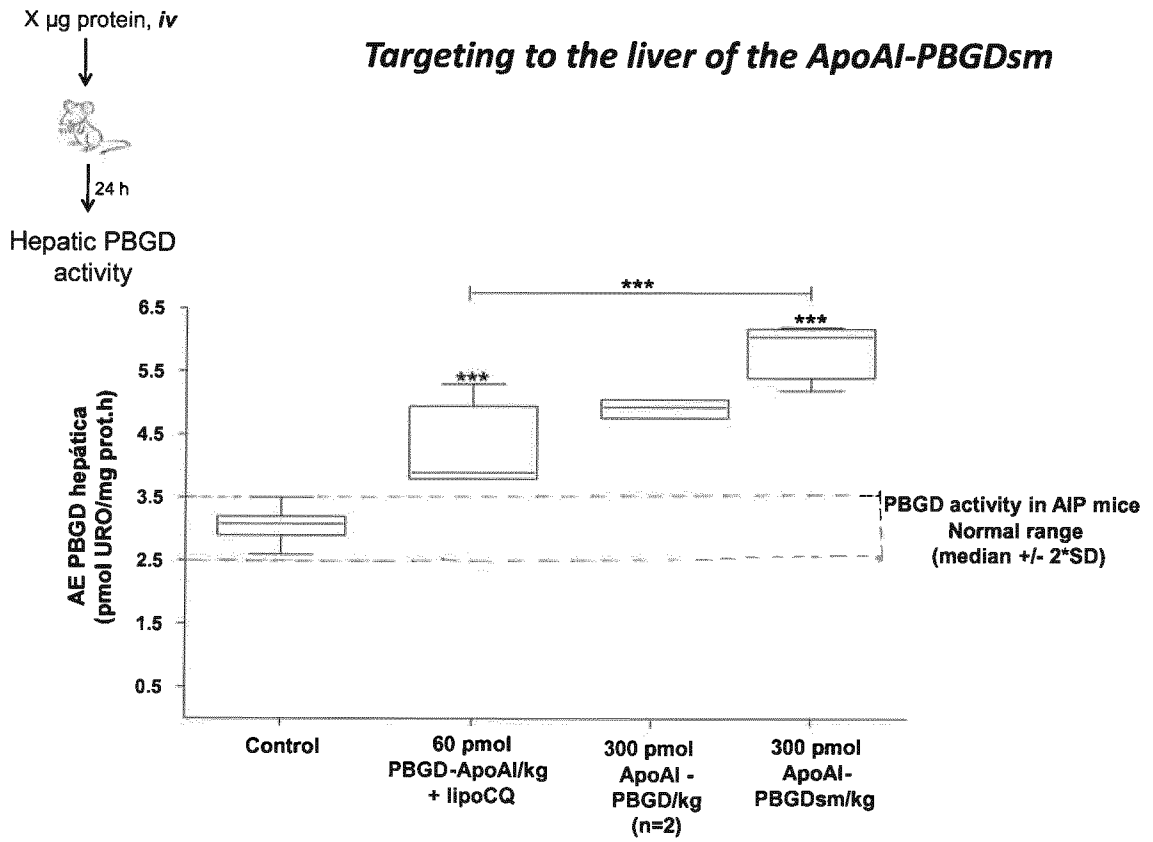 X µg protein, iv
Targeting to the liver of the ApoAI-PBGDsm
24 h
Hepatic PBGD
activity
AE PBGD hepática
(pmol URO/mg prot.h)
6.5
5.5
4.5
3.5
2.5
1.5
0.5
***
***
***
PBGD activity in AIP mice
Normal range
(median +/- 2*SD)
Control
60 pmol
PBGD-ApoAI/kg
+ lipoCQ
300 pmol
ApoAI -
PBGD/kg
(n=2)
300 pmol
ApoAI-
PBGDsm/kg